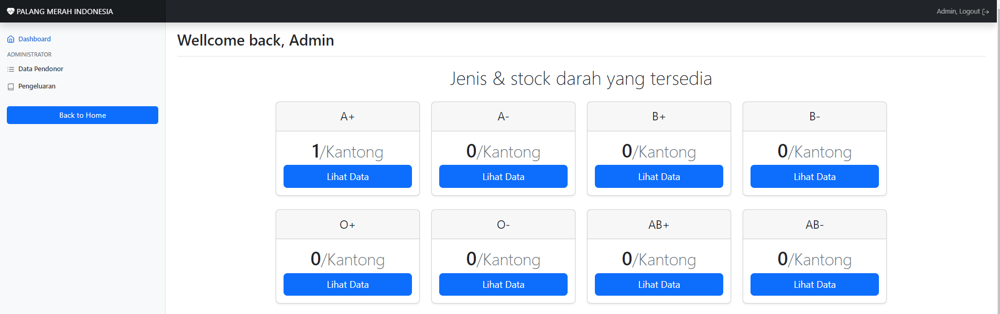 PALANG MERAH INDONESIA
Admin, Logout
Dashboard
ADMINISTRATOR
Data Pendonor
Pengeluaran
Back to Home
Wellcome back, Admin
Jenis & stock darah yang tersedia
A+
1/Kantong
Lihat Data
A-
0/Kantong
Lihat Data
B+
0/Kantong
Lihat Data
B-
0/Kantong
Lihat Data
O+
0/Kantong
Lihat Data
O-
0/Kantong
Lihat Data
AB+
0/Kantong
Lihat Data
AB-
0/Kantong
Lihat Data